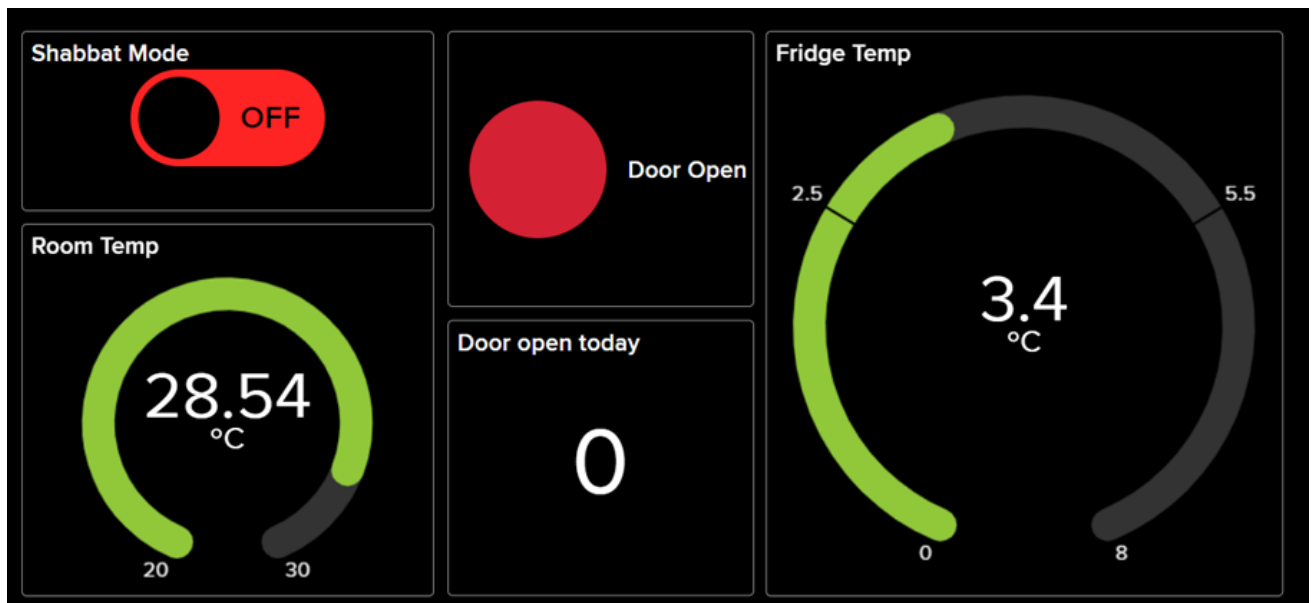 Shabbat Mode
OFF
Room Temp
28.54
°C
20
30
Door Open
Door open today
0
Fridge Temp
2.5
5.5
3.4
°C
0
8